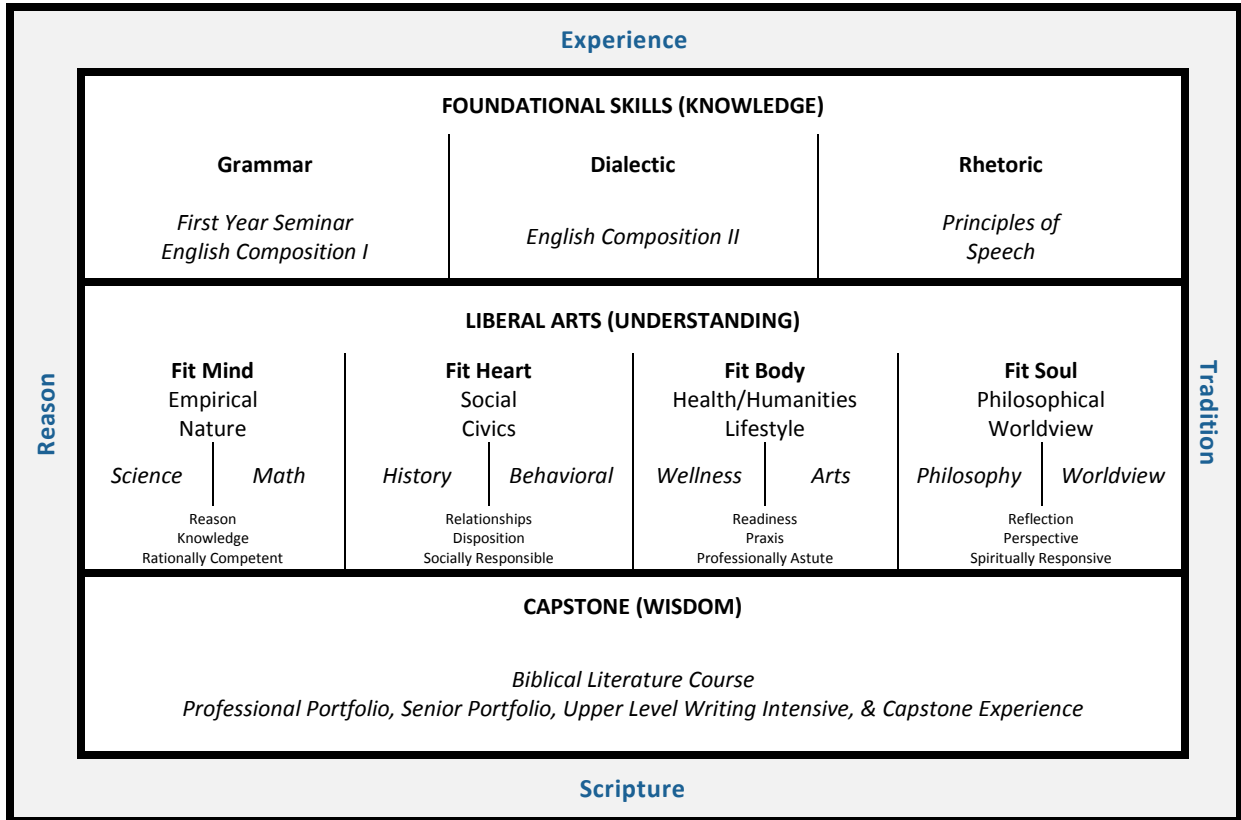 Experience
FOUNDATIONAL SKILLS (KNOWLEDGE)
Grammar
First Year Seminar
English Composition I
Dialectic
English Composition II
Rhetoric
Principles of
Speech
Reason
LIBERAL ARTS (UNDERSTANDING)
Fit Mind
Empirical
Nature
Science
Math
Reason
Knowledge
Rationally Competent
Fit Heart
Social
Civics
History
Behavioral
Relationships
Disposition
Socially Responsible
Fit Body
Health/Humanities
Lifestyle
Wellness
Arts
Readiness
Praxis
Professionally Astute
Fit Soul
Philosophical
Worldview
Philosophy
Worldview
Reflection
Perspective
Spiritually Responsive
Tradition
CAPSTONE (WISDOM)
Biblical Literature Course
Professional Portfolio, Senior Portfolio, Upper Level Writing Intensive, & Capstone Experience
Scripture